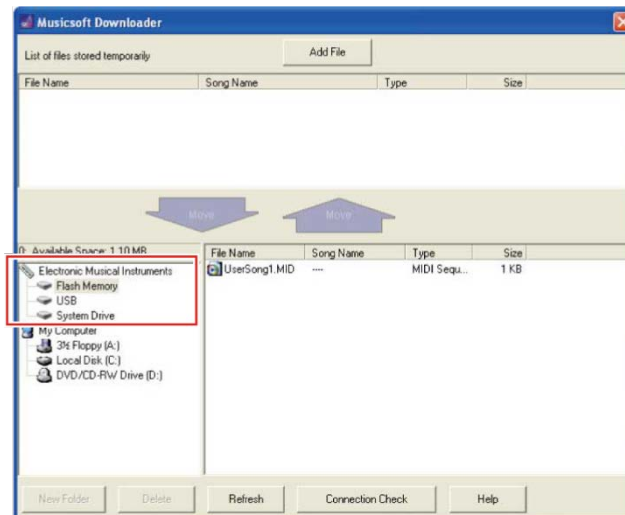 Musicsoft Downloader
List of files stored temporarily
Add File
File Name Song Name Type Size
Move Move
0: Available Space: 1.10 MB
File Name Song Name Type Size
Electronic Musical Instruments
UserSong1.MID ---- MIDI Sequ... 1 KB
Flash Memory
USB
System Drive
My Computer
3½ Floppy (A:)
Local Disk (C:)
DVD/CD-RW Drive (D:)
New Folder Delete Refresh Connection Check Help